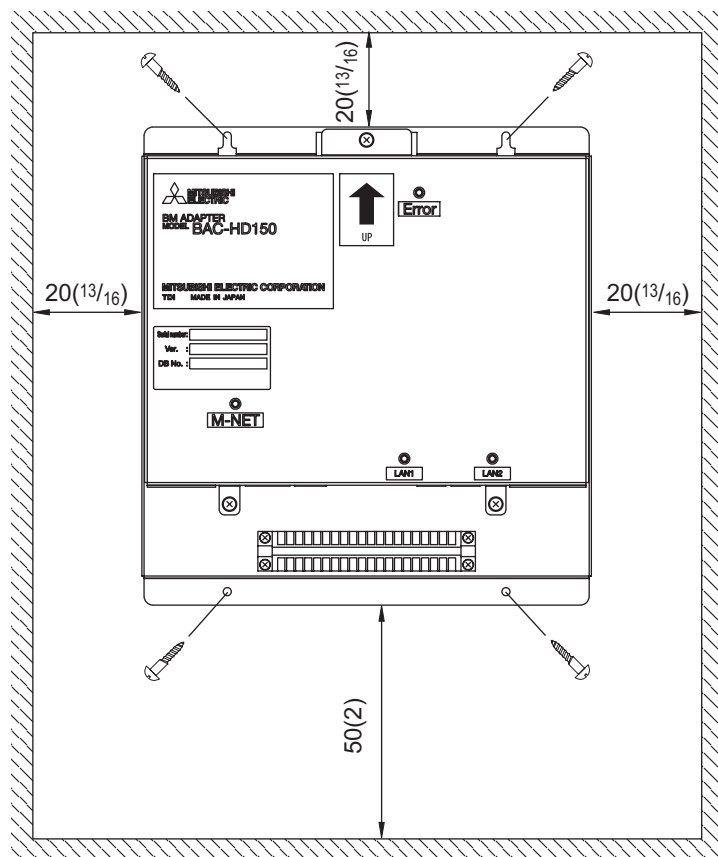 20(13/16)
MITSUBISHI
ELECTRIC
BM ADAPTER
MODEL BAC-HD150
MITSUBISHI ELECTRIC CORPORATION
TDI MADE IN JAPAN
UP
Error
20(13/16)
20(13/16)
Serial number:
Ver. :
DB No. :
M-NET
LAN1
LAN2
50(2)